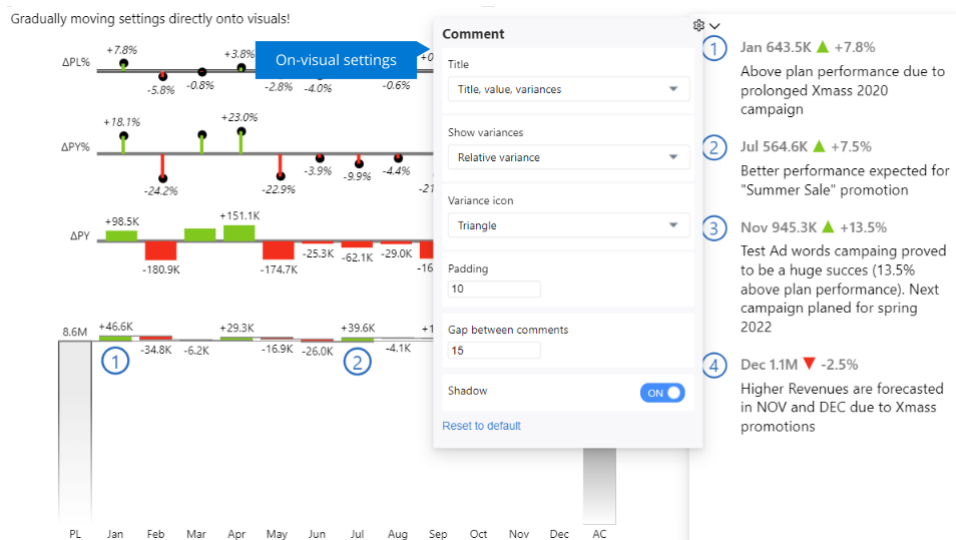 Gradually moving settings directly onto visuals!
On-visual settings
ΔPL%
+7.8%
-5.8%
-0.8%
+3.8%
-2.8%
-4.0%
-0.6%
ΔPY%
+18.1%
-24.2%
+23.0%
-22.9%
-3.9%
-9.9%
-4.4%
ΔPY
+98.5K
-180.9K
+151.1K
-174.7K
-25.3K
-62.1K
-29.0K
8.6M
+46.6K
-34.8K
-6.2K
+29.3K
-16.9K
-26.0K
+39.6K
-4.1K
1
2
PL Jan Feb Mar Apr May Jun Jul Aug Sep Oct Nov Dec AC
Comment
Title
Title, value, variances
Show variances
Relative variance
Variance icon
Triangle
Padding
10
Gap between comments
15
Shadow
ON
Reset to default
1 Jan 643.5K ▲ +7.8%
Above plan performance due to
prolonged Xmass 2020
campaign
2 Jul 564.6K ▲ +7.5%
Better performance expected for
"Summer Sale" promotion
3 Nov 945.3K ▲ +13.5%
Test Ad words campaing proved
to be a huge succes (13.5%
above plan performance). Next
campaign planed for spring
2022
4 Dec 1.1M ▼ -2.5%
Higher Revenues are forecasted
in NOV and DEC due to Xmass
promotions